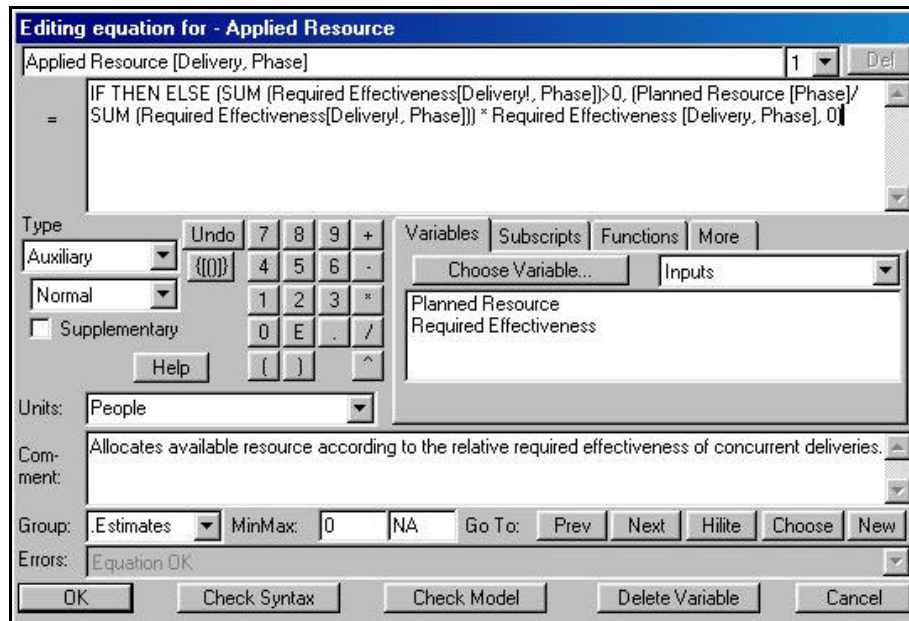 Editing equation for - Applied Resource
Applied Resource [Delivery, Phase] 1 Del
= IF THEN ELSE (SUM (Required Effectiveness[Delivery!, Phase])>0, (Planned Resource [Phase]/
SUM (Required Effectiveness[Delivery!, Phase])) * Required Effectiveness [Delivery, Phase], 0)
Type
Auxiliary
Normal
Supplementary
Help
Undo 7 8 9 +
{[()]} 4 5 6 -
1 2 3 *
0 E . /
( ) ^
Variables Subscripts Functions More
Choose Variable... Inputs
Planned Resource
Required Effectiveness
Units: People
Com-
ment:
Allocates available resource according to the relative required effectiveness of concurrent deliveries.
Group: .Estimates MinMax: 0 NA Go To: Prev Next Hilite Choose New
Errors: Equation OK
OK Check Syntax Check Model Delete Variable Cancel